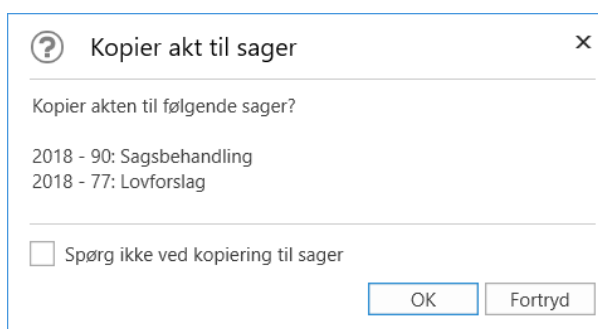 Kopier akt til sager
Kopier akten til følgende sager?
2018 - 90: Sagsbehandling
2018 - 77: Lovforslag
Spørg ikke ved kopiering til sager
OK
Fortryd